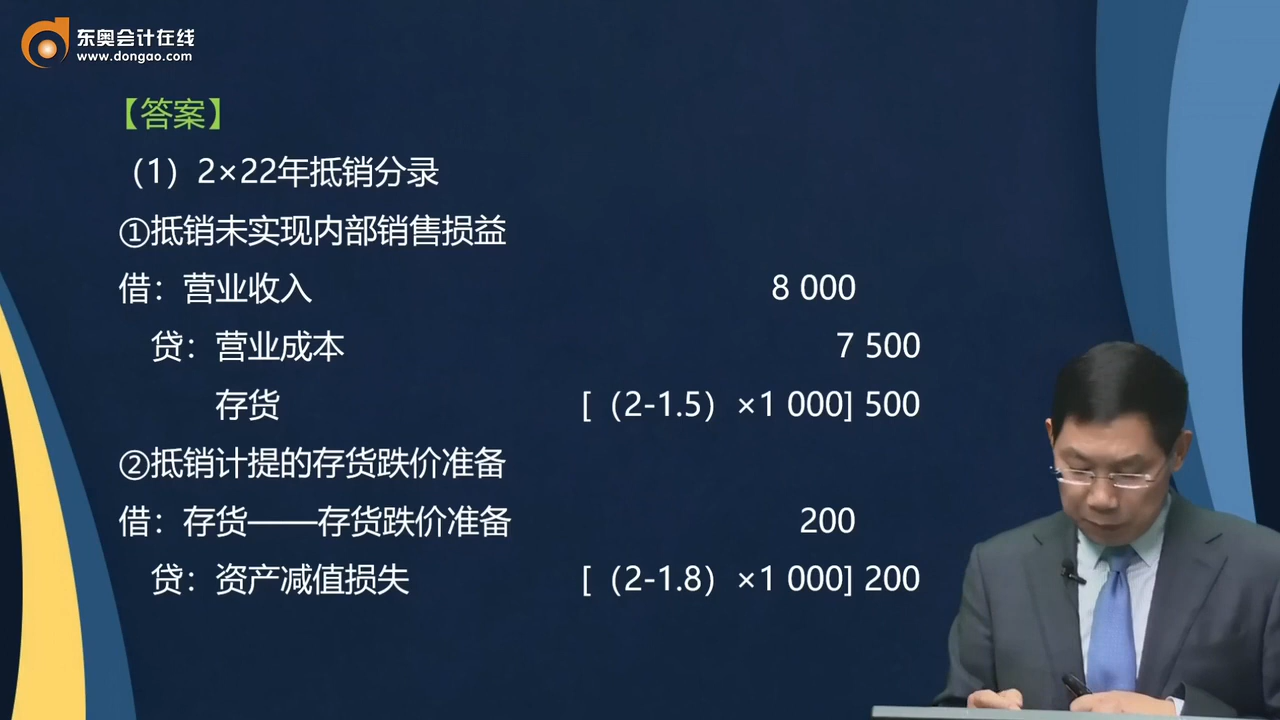 东奥会计在线
www.dongao.com
【答案】
（1）2×22年抵销分录
①抵销未实现内部销售损益
借：营业收入 8 000
贷：营业成本 7 500
存货 [（2-1.5）×1 000] 500
②抵销计提的存货跌价准备
借：存货——存货跌价准备 200
贷：资产减值损失 [（2-1.8）×1 000] 200